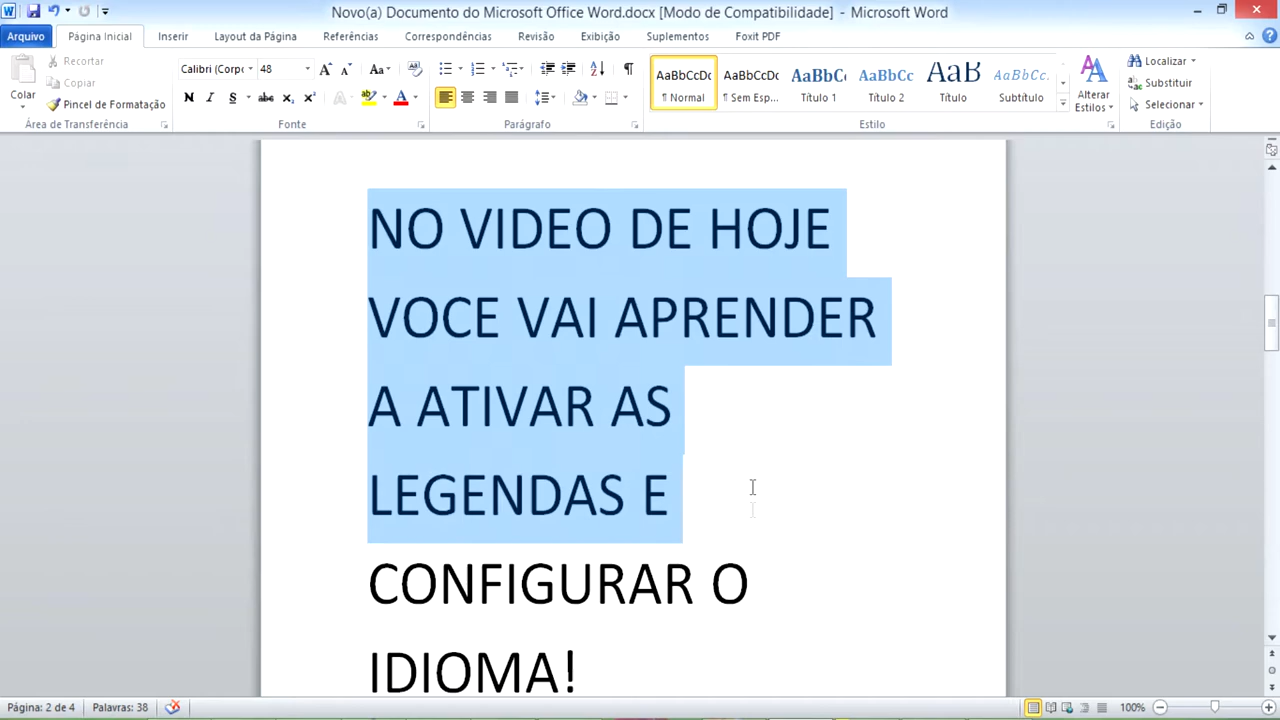 Novo(a) Documento do Microsoft Office Word.docx [Modo de Compatibilidade] - Microsoft Word
Arquivo Página Inicial Inserir Layout da Página Referências Correspondências Revisão Exibição Suplementos Foxit PDF
Colar
Recortar
Copiar
Pincel de Formatação
Área de Transferência
Calibri (Corpo 48
N I S abc x₂ x²
Fonte
Parágrafo
AaBbCcDc AaBbCcDc AaBbC AaBbCc AaB AaBbCc.
¶ Normal ¶ Sem Esp... Título 1 Título 2 Título Subtítulo
Estilo
Alterar
Estilos
Localizar
Substituir
Selecionar
Edição
NO VIDEO DE HOJE
VOCE VAI APRENDER
A ATIVAR AS
LEGENDAS E
CONFIGURAR O
IDIOMA!
Página: 2 de 4 Palavras: 38 100%